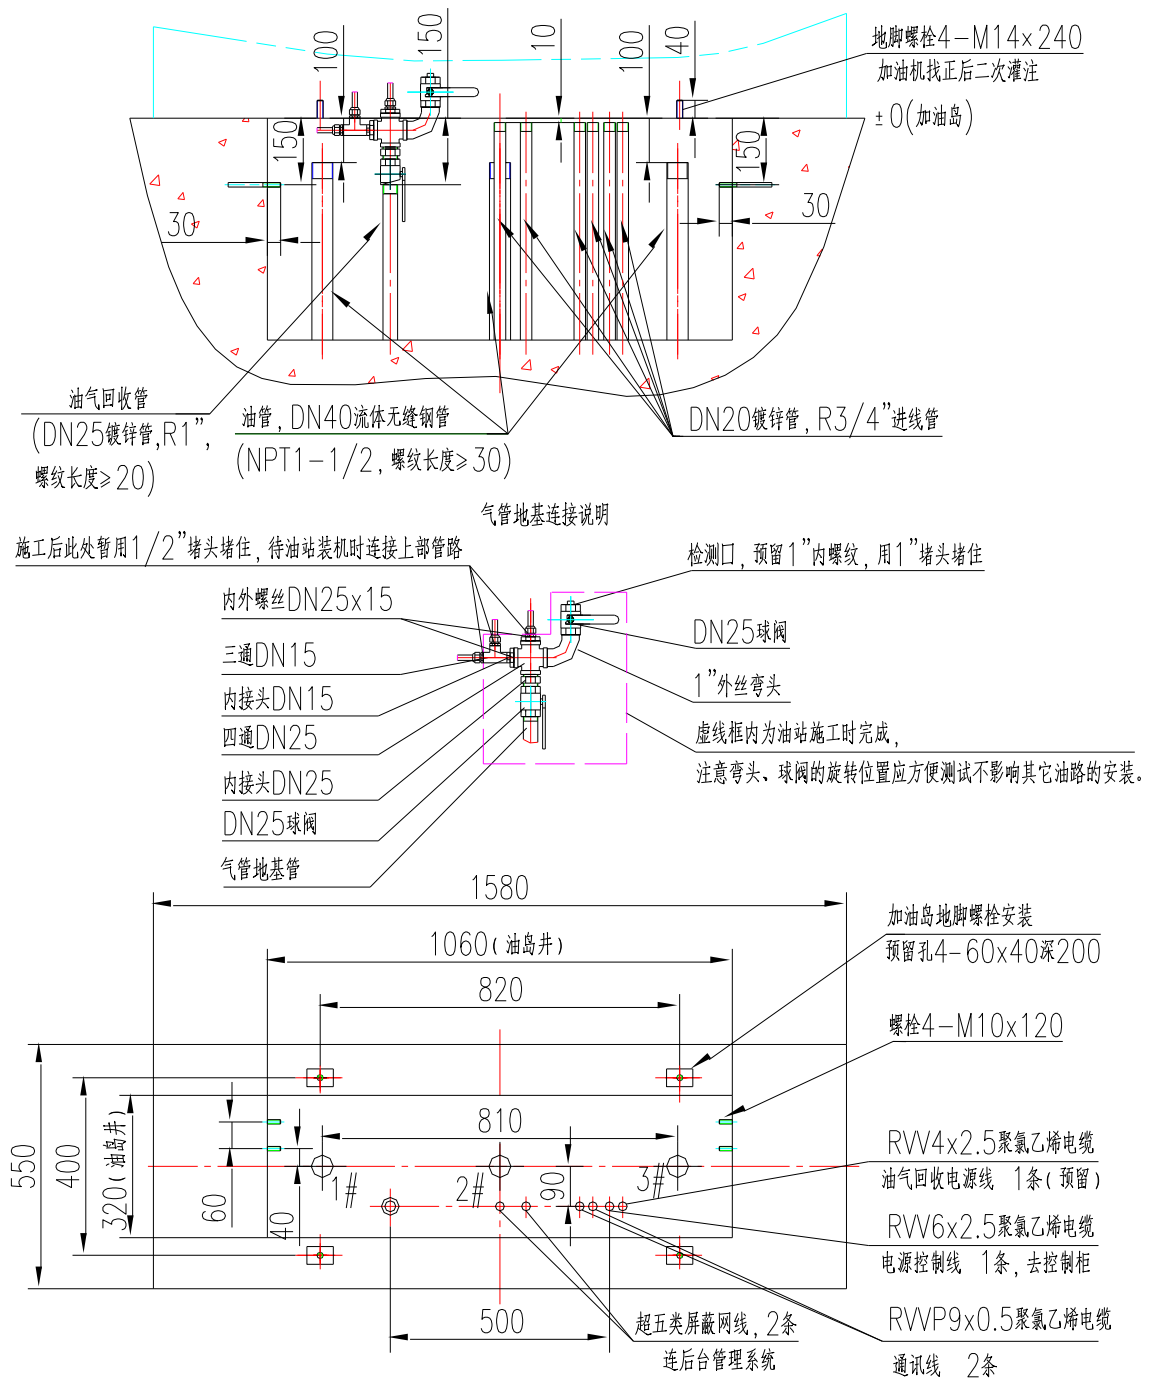 100
150
10
100
40
地脚螺栓4-M14×240
加油机找正后二次灌注
±0(加油岛)
150
150
30
30
油气回收管
(DN25镀锌管,R1",
螺纹长度≥20)
油管, DN40流体无缝钢管
(NPT1-1/2, 螺纹长度≥30)
DN20镀锌管, R3/4"进线管
气管地基连接说明
施工后此处暂用1/2"堵头堵住, 待油站装机时连接上部管路
检测口, 预留1"内螺纹, 用1"堵头堵住
内外螺丝DN25x15
DN25球阀
三通DN15
1"外丝弯头
内接头DN15
四通DN25
虚线框内为油站施工时完成,
注意弯头、球阀的旋转位置应方便测试不影响其它油路的安装。
内接头DN25
DN25球阀
气管地基管
1580
1060(油岛井)
820
加油岛地脚螺栓安装
预留孔4-60x40深200
螺栓4-M10x120
550
400
320(油岛井)
60
40
810
90
1#
2#
3#
RVV4x2.5聚氯乙烯电缆
油气回收电源线 1条(预留)
RVV6x2.5聚氯乙烯电缆
电源控制线 1条, 去控制柜
500
超五类屏蔽网线, 2条
连后台管理系统
RVVP9x0.5聚氯乙烯电缆
通讯线 2条